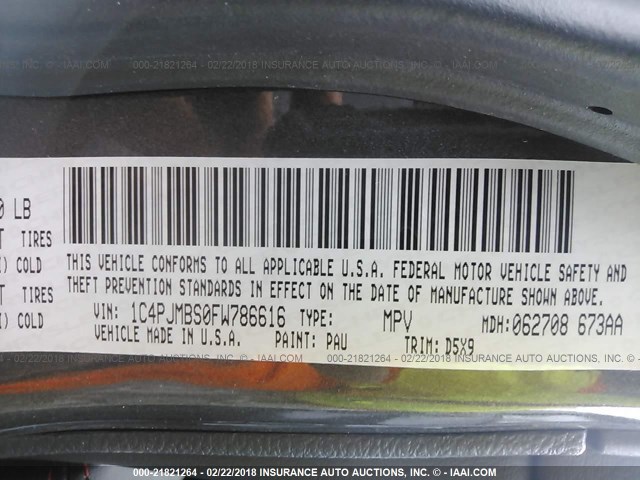 000-21821264 - 02/22/2018 INSURANCE AUTO AUCTIONS, INC. © - IAAI.COM
0 LB
T TIRES
) COLD
T TIRES
) COLD
THIS VEHICLE CONFORMS TO ALL APPLICABLE U.S.A. FEDERAL MOTOR VEHICLE SAFETY AND
THEFT PREVENTION STANDARDS IN EFFECT ON THE DATE OF MANUFACTURE SHOWN ABOVE.
VIN: 1C4PJMBS0FW786616 TYPE: MPV MDH:062708 673AA
VEHICLE MADE IN U.S.A. PAINT: PAU TRIM: D5X9
000-21821264 - 02/22/2018 INSURANCE AUTO AUCTIONS, INC. © - IAAI.COM
000-21821264 - 02/22/2018 INSURANCE AUTO AUCTIONS, INC. © - IAAI.COM